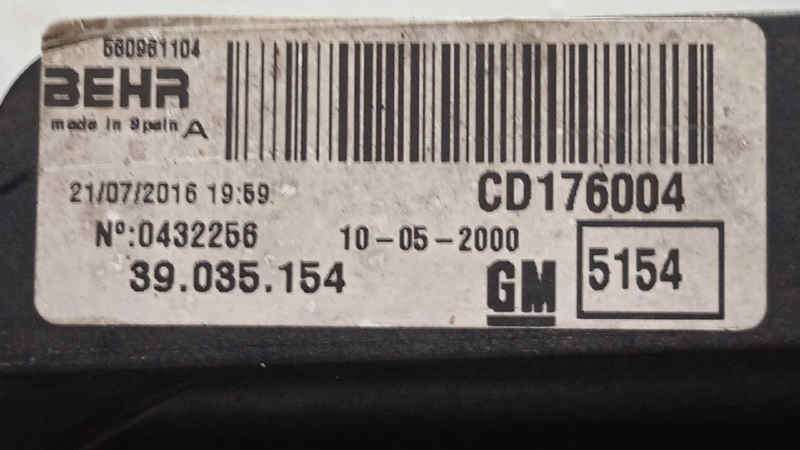 560961104
BEHR
made in Spain A
21/07/2016 19:59
CD176004
Nº:0432256
10-05-2000
39.035.154
GM
5154